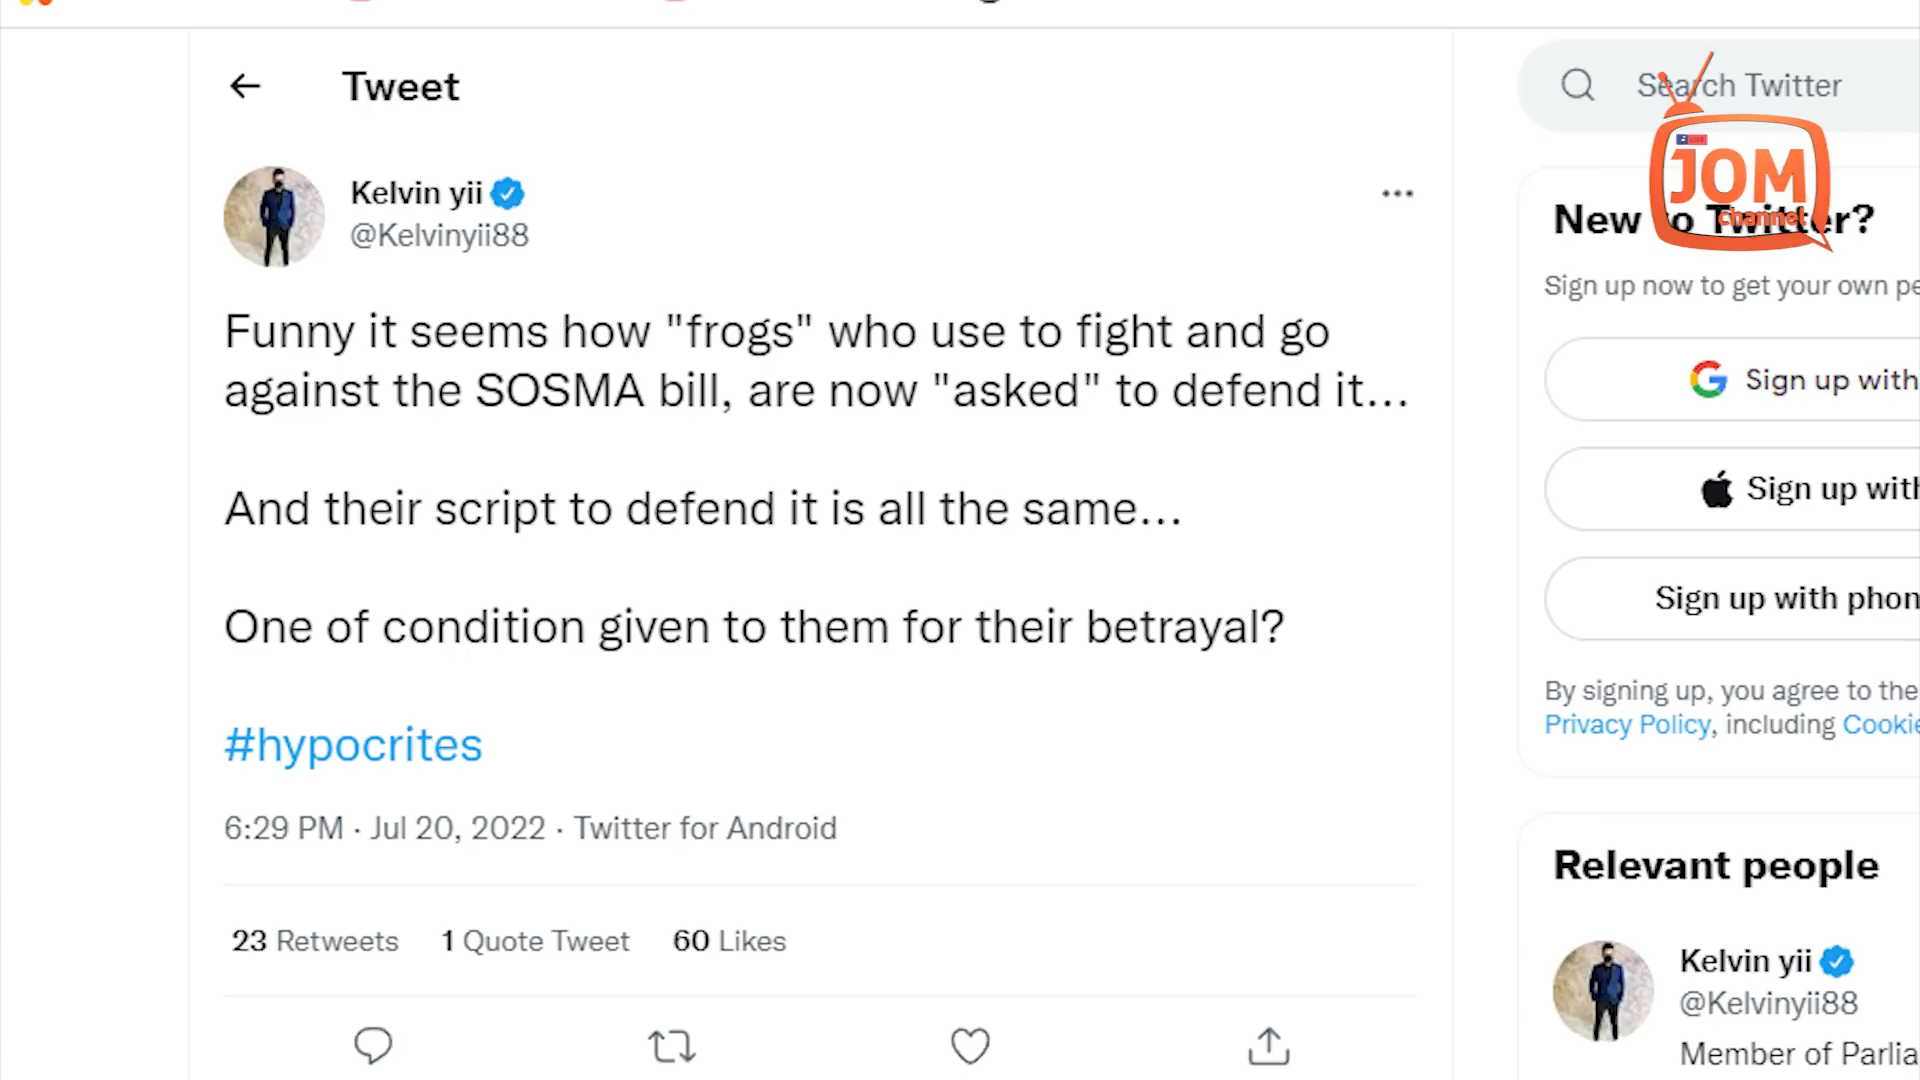 Tweet
Search Twitter
JOM
channel
Kelvin yii
@Kelvinyii88
Funny it seems how "frogs" who use to fight and go
against the SOSMA bill, are now "asked" to defend it...
And their script to defend it is all the same...
One of condition given to them for their betrayal?
#hypocrites
6:29 PM · Jul 20, 2022 · Twitter for Android
23 Retweets 1 Quote Tweet 60 Likes
New to Twitter?
Sign up now to get your own pe
Sign up with
Sign up with
Sign up with phon
By signing up, you agree to the
Privacy Policy, including Cookie
Relevant people
Kelvin yii
@Kelvinyii88
Member of Parlia